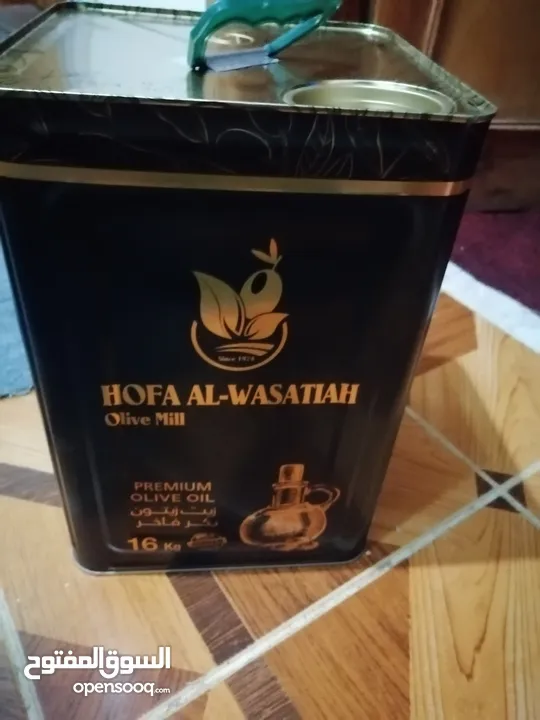 Since 1924
HOFA AL-WASATIAH
Olive Mill
PREMIUM
OLIVE OIL
زيت زيتون
بكر فاخر
16 Kg
السوق المفتوح
opensooq.com